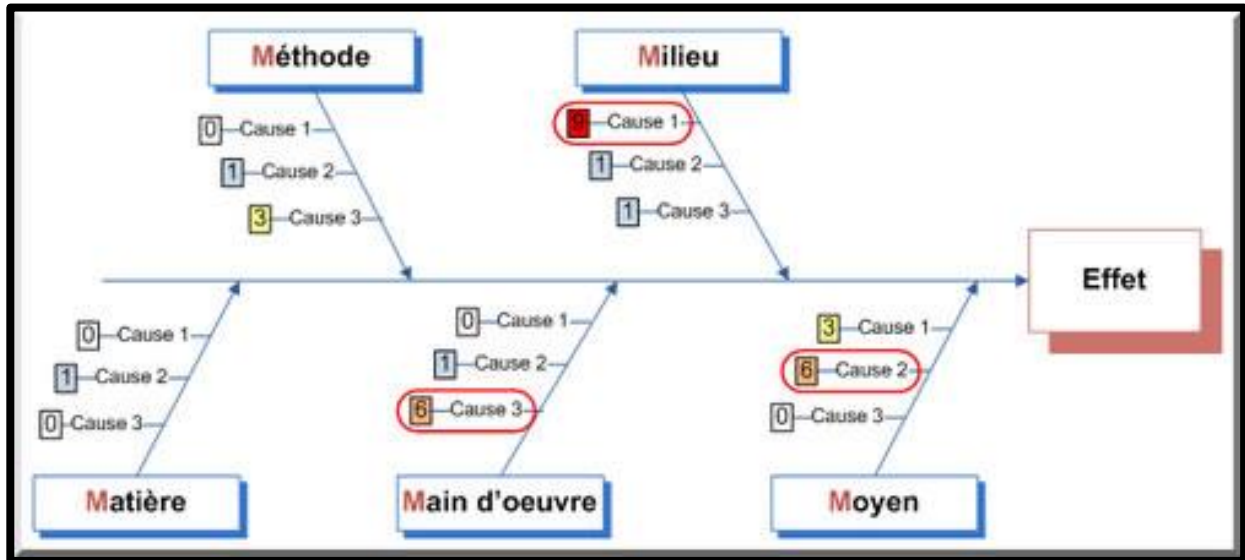 Méthode
0 Cause 1
1 Cause 2
3 Cause 3
Milieu
9 Cause 1
1 Cause 2
1 Cause 3
Effet
0 Cause 1
1 Cause 2
0 Cause 3
Matière
0 Cause 1
1 Cause 2
6 Cause 3
Main d'oeuvre
3 Cause 1
6 Cause 2
0 Cause 3
Moyen